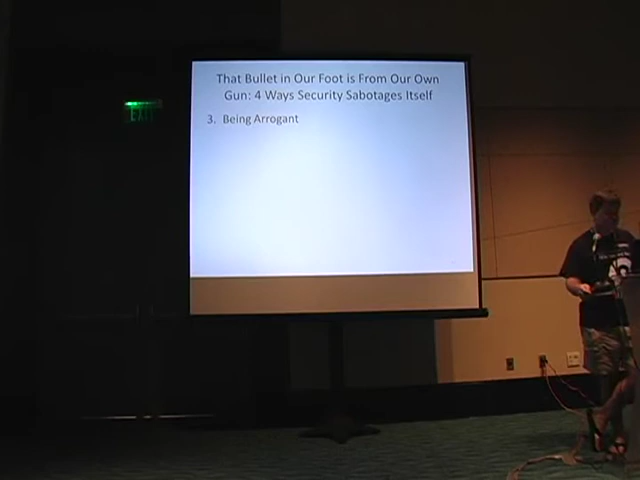 That Bullet in Our Foot is From Our Own
Gun: 4 Ways Security Sabotages Itself
3. Being Arrogant
EXIT